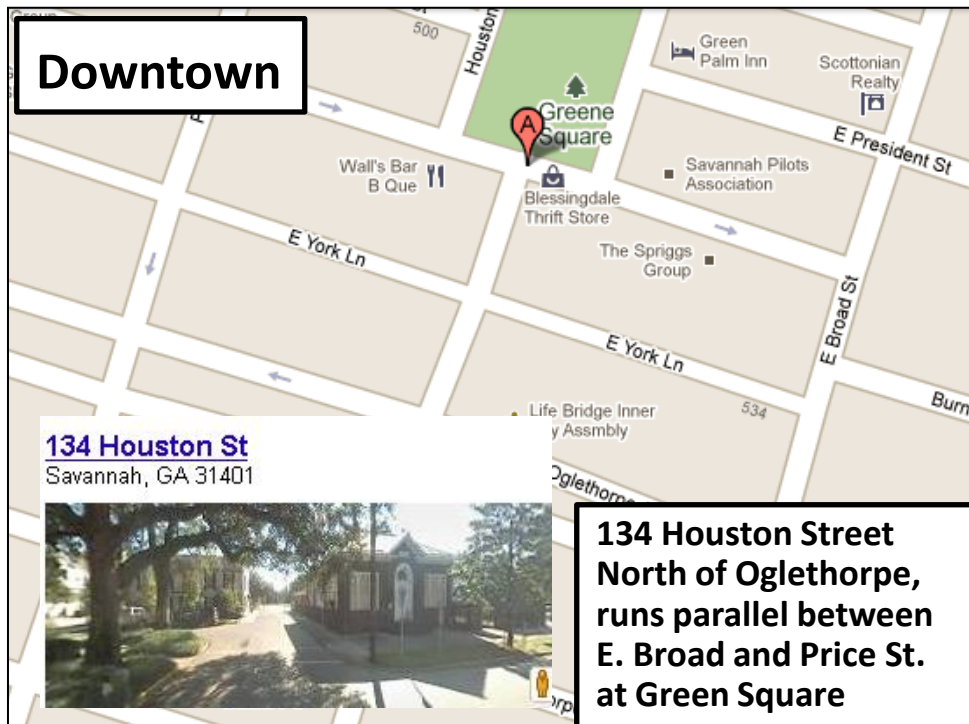 Downtown
500
Houston
Green
Palm Inn
Scottonian
Realty
Greene
Square
A
E President St
Wall's Bar
B Que
Savannah Pilots
Association
Blessingdale
Thrift Store
E York Ln
The Spriggs
Group
E Broad St
E York Ln
Burn
534
Life Bridge Inner
y Assmbly
Oglethorpe
134 Houston St
Savannah, GA 31401
134 Houston Street
North of Oglethorpe,
runs parallel between
E. Broad and Price St.
at Green Square